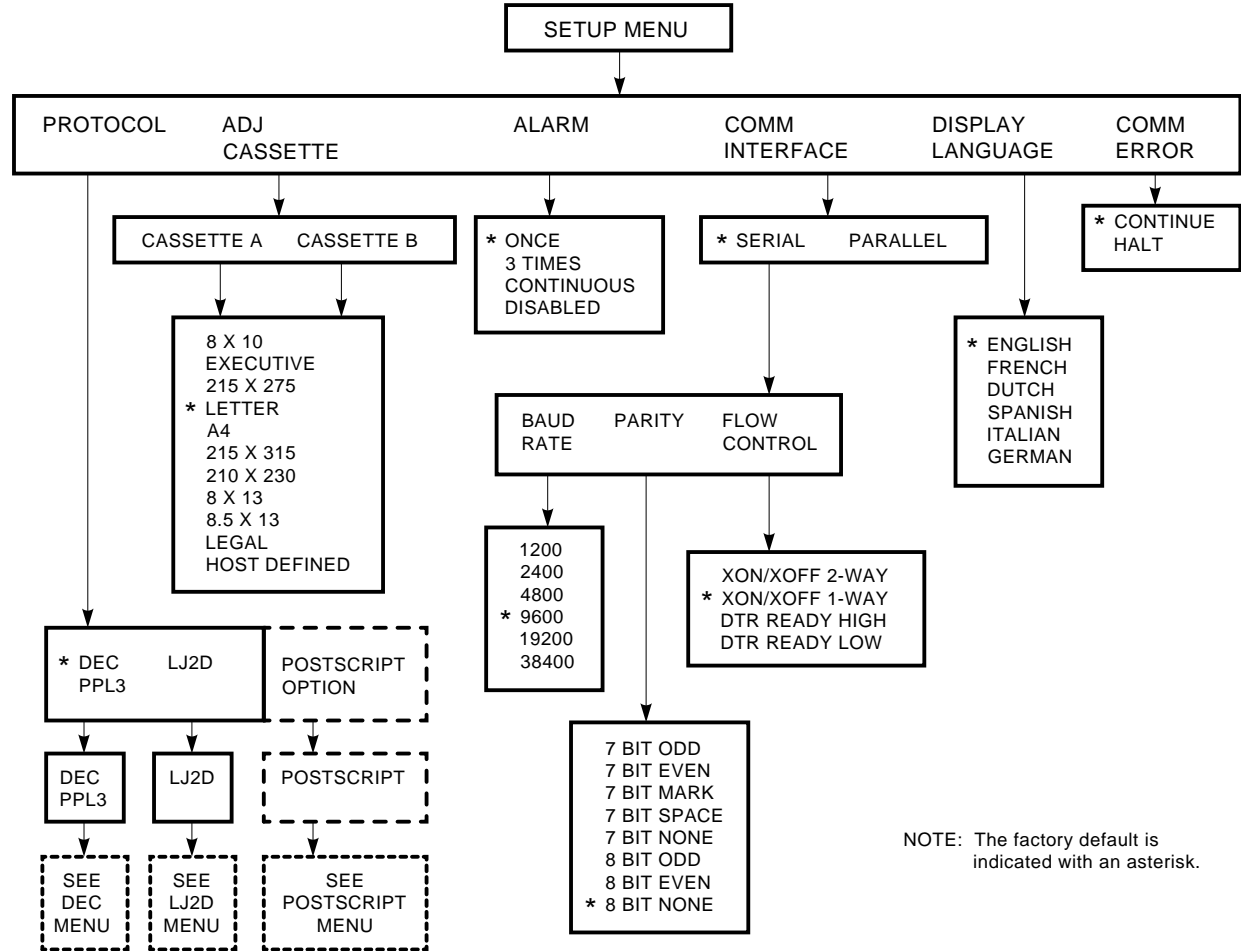 SETUP MENU
PROTOCOL
ADJ
CASSETTE
ALARM
COMM
INTERFACE
DISPLAY
LANGUAGE
COMM
ERROR
CASSETTE A CASSETTE B
* ONCE
3 TIMES
CONTINUOUS
DISABLED
* SERIAL PARALLEL
* CONTINUE
HALT
8 X 10
EXECUTIVE
215 X 275
* LETTER
A4
215 X 315
210 X 230
8 X 13
8.5 X 13
LEGAL
HOST DEFINED
* ENGLISH
FRENCH
DUTCH
SPANISH
ITALIAN
GERMAN
BAUD
RATE
PARITY
FLOW
CONTROL
1200
2400
4800
* 9600
19200
38400
XON/XOFF 2-WAY
* XON/XOFF 1-WAY
DTR READY HIGH
DTR READY LOW
* DEC
PPL3
LJ2D
POSTSCRIPT
OPTION
DEC
PPL3
LJ2D
POSTSCRIPT
7 BIT ODD
7 BIT EVEN
7 BIT MARK
7 BIT SPACE
7 BIT NONE
8 BIT ODD
8 BIT EVEN
* 8 BIT NONE
SEE
DEC
MENU
SEE
LJ2D
MENU
SEE
POSTSCRIPT
MENU
NOTE: The factory default is
indicated with an asterisk.